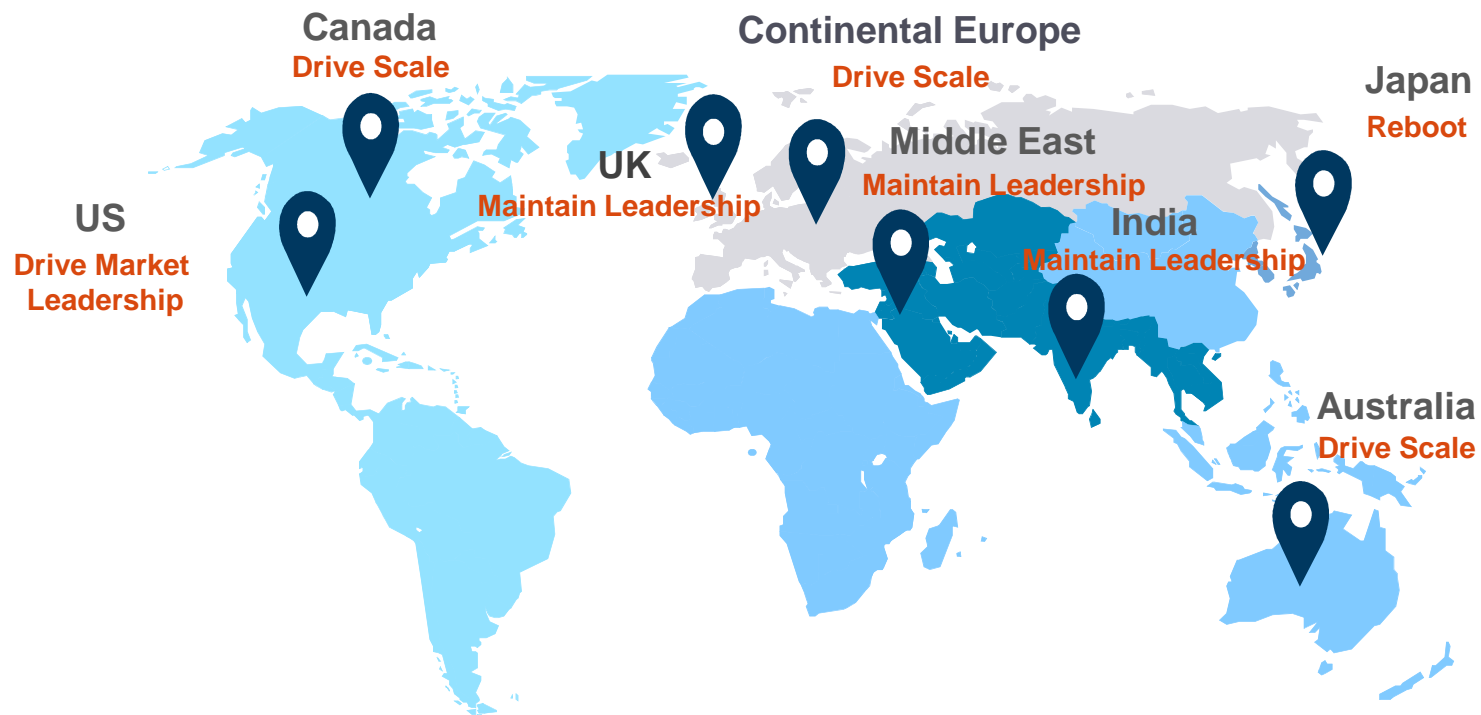 Canada
Drive Scale
Continental Europe
Drive Scale
Japan
Reboot
Middle East
Maintain Leadership
UK
Maintain Leadership
US
Drive Market
Leadership
India
Maintain Leadership
Australia
Drive Scale